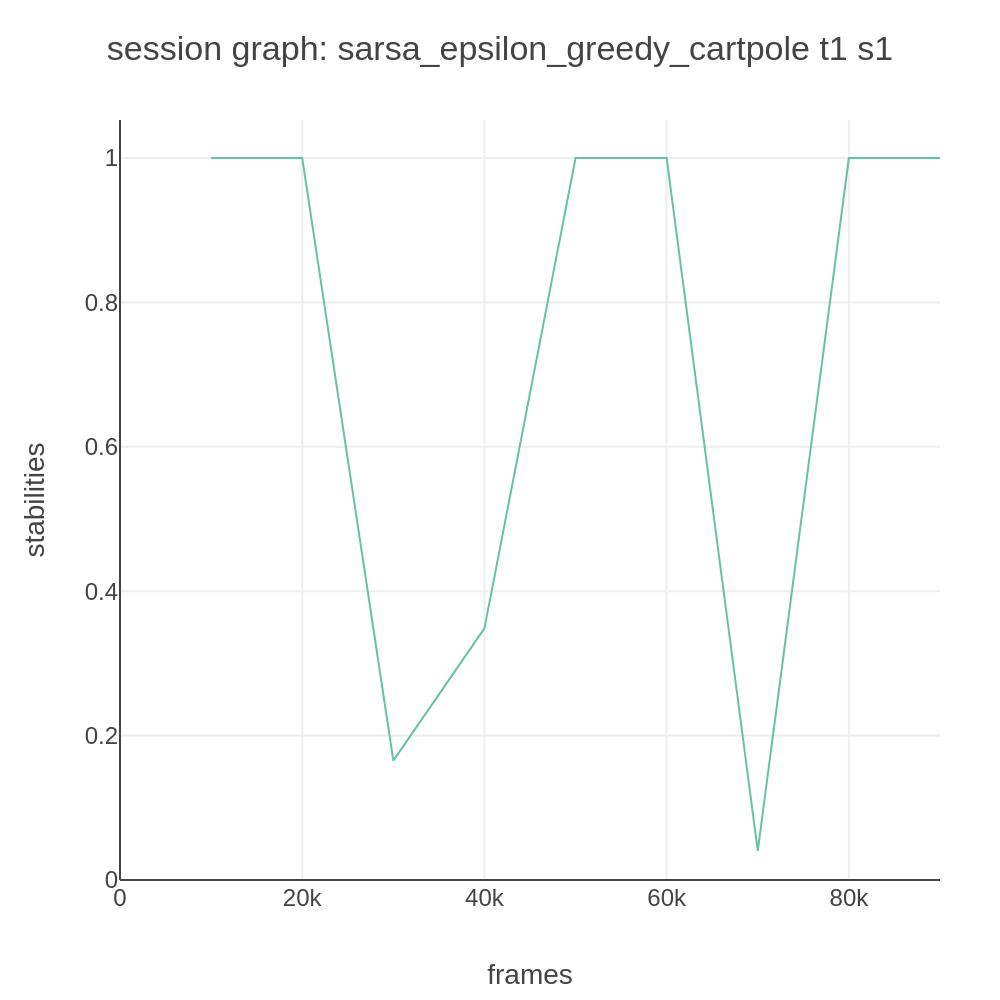 session graph: sarsa_epsilon_greedy_cartpole t1 s1
1
0.8
0.6
0.4
0.2
0
stabilities
0
20k
40k
60k
80k
frames